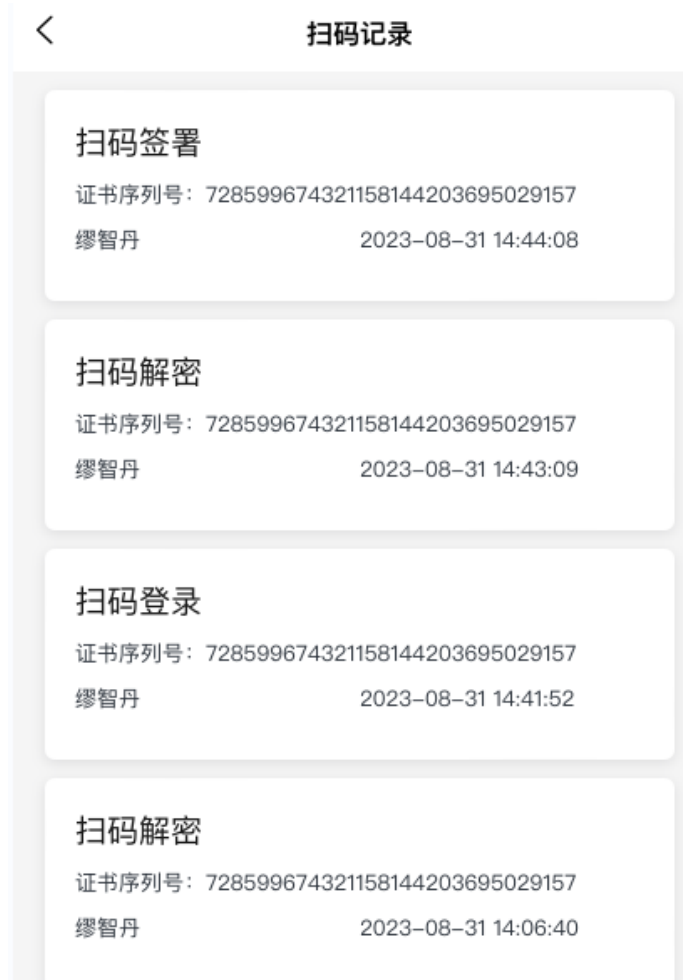 扫码记录
扫码签署
证书序列号：72859967432115814420369502​9157
缪智丹 2023-08-31 14:44:08
扫码解密
证书序列号：728599674321158144203695029157
缪智丹 2023-08-31 14:43:09
扫码登录
证书序列号：728599674321158144203695029157
缪智丹 2023-08-31 14:41:52
扫码解密
证书序列号：728599674321158144203695029157
缪智丹 2023-08-31 14:06:40